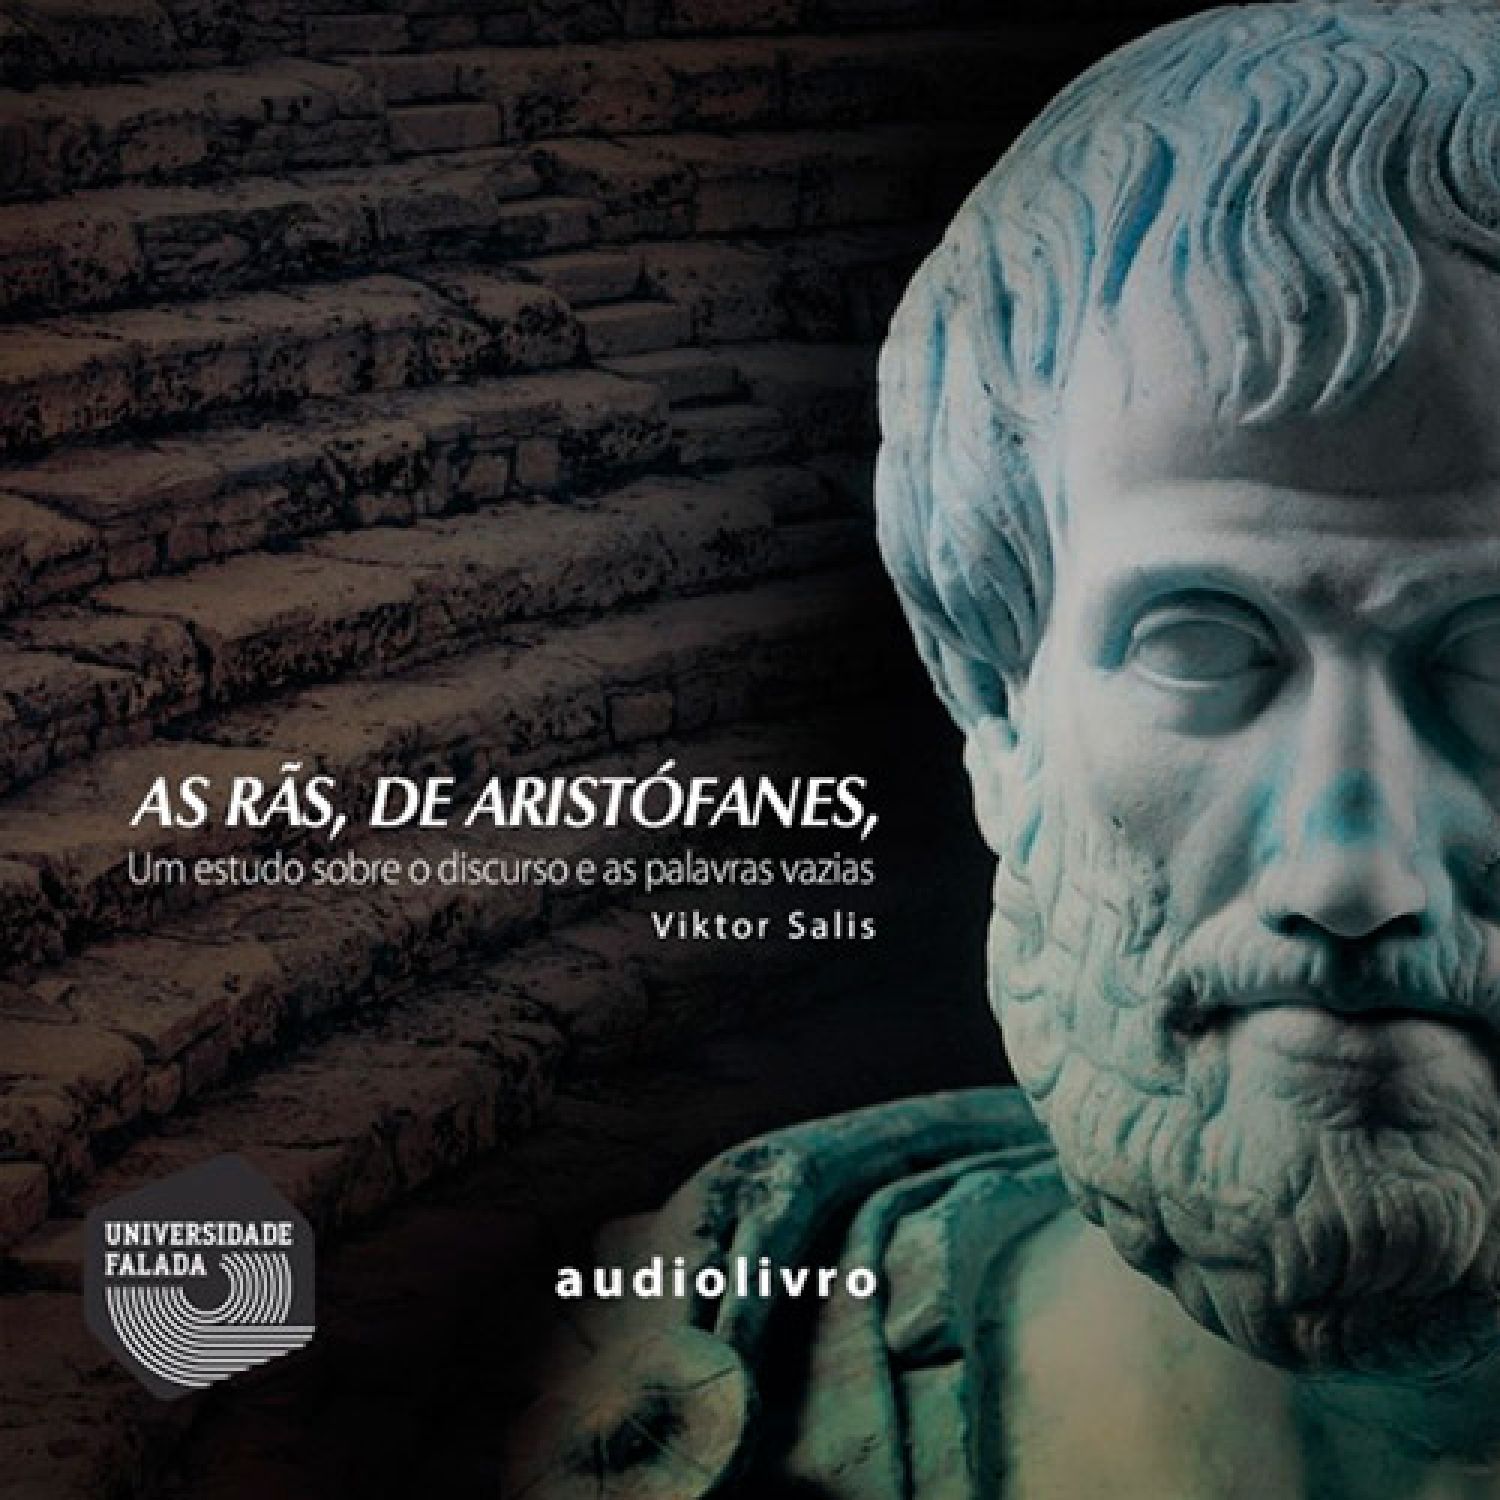 AS RÃS, DE ARISTÓFANES,
Um estudo sobre o discurso e as palavras vazias
Viktor Salis
UNIVERSIDADE
FALADA
audiolivro